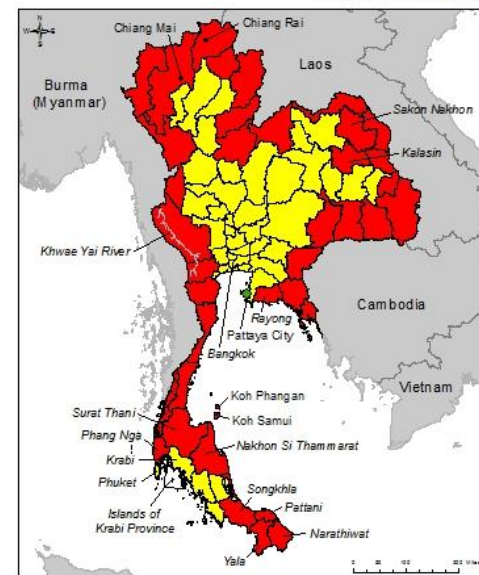 Chiang Mai
Chiang Rai
N
W
E
S
Burma
(Myanmar)
Laos
Sakon Nakhon
Kalasin
Khwae Yai River
Cambodia
Rayong
Pattaya City
Bangkok
Vietnam
Koh Phangan
Koh Samui
Surat Thani
Phang Nga
Nakhon Si Thammarat
Krabi
Phuket
Songkhla
Pattani
Islands of
Krabi Province
Narathiwat
Yala